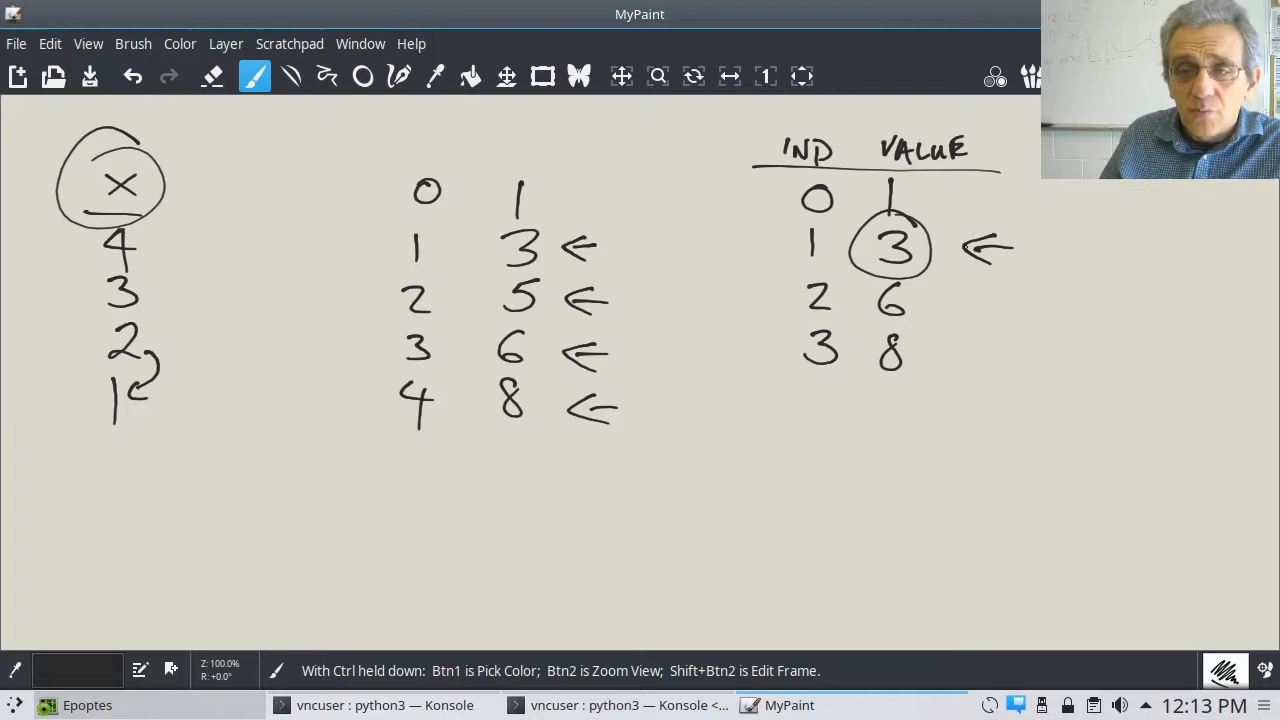 MyPaint
File Edit View Brush Color Layer Scratchpad Window Help
IND VALUE
X 0 1 0 1
4 1 3 ← 1 3 ←
3 2 5 ← 2 6
2 3 6 ← 3 8
1 4 8 ←
Z: 100.0%
R: +0.0°
With Ctrl held down: Btn1 is Pick Color; Btn2 is Zoom View; Shift+Btn2 is Edit Frame.
Epoptes vncuser : python3 — Konsole vncuser : python3 — Konsole <... MyPaint 12:13 PM